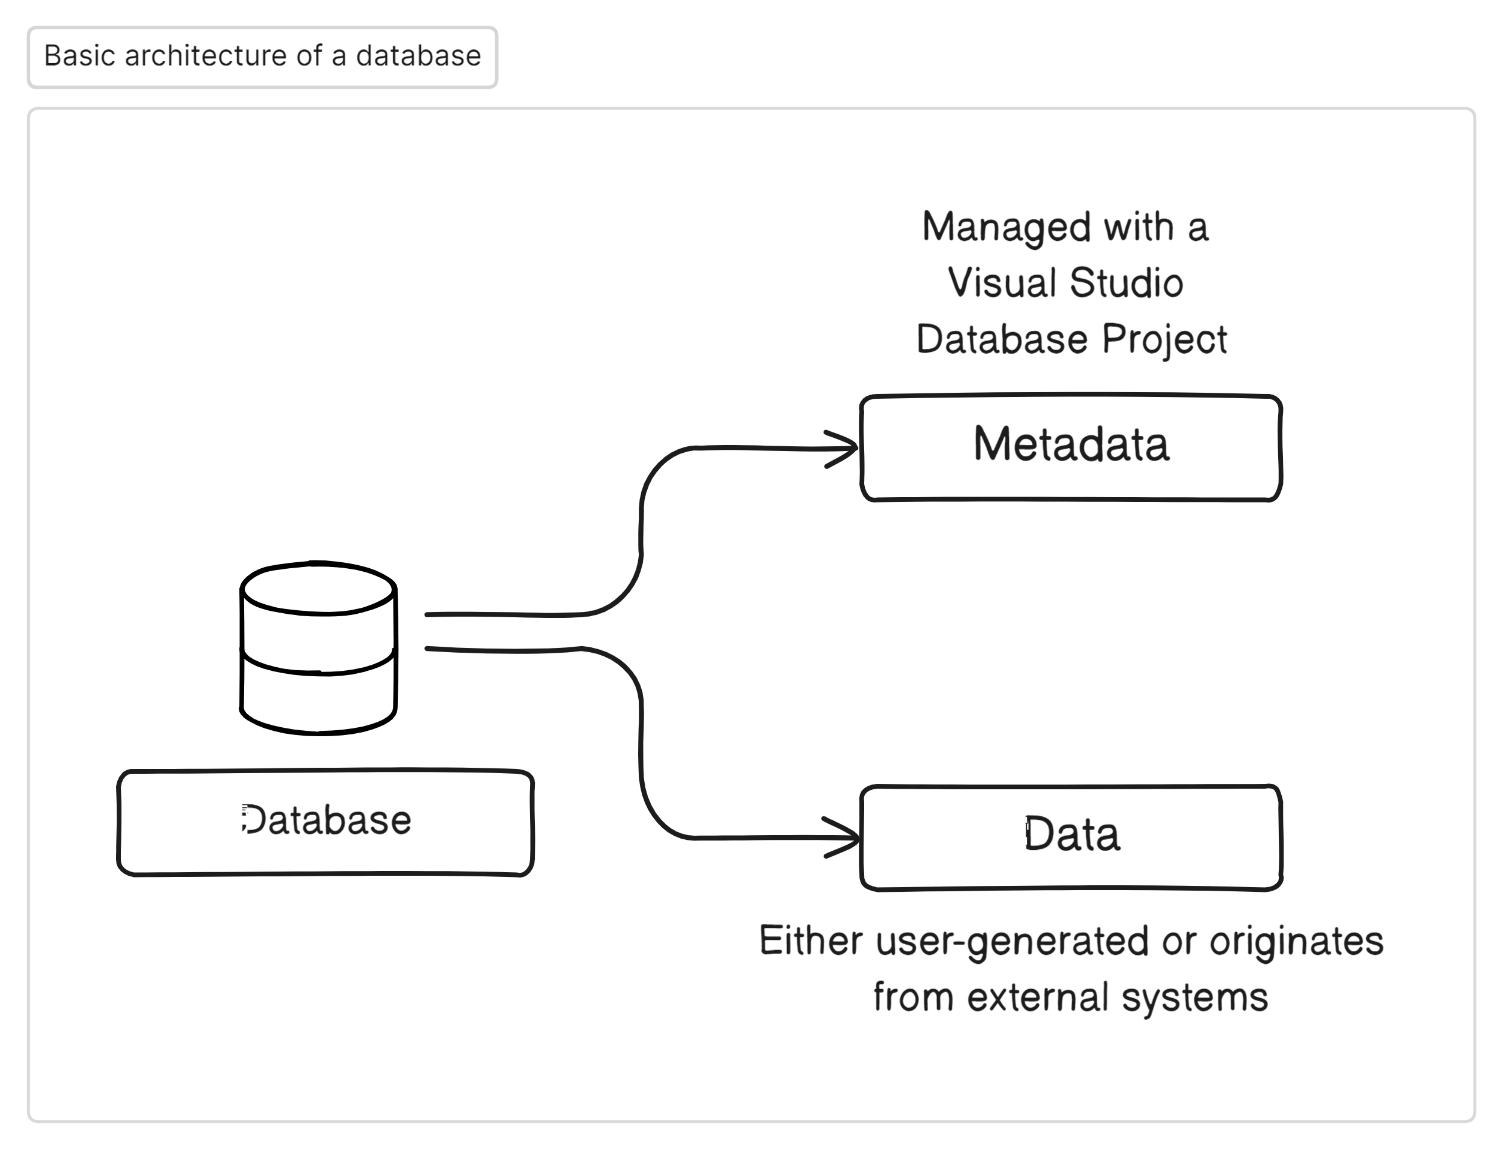 Basic architecture of a database
Managed with a
Visual Studio
Database Project
Metadata
Database
Data
Either user-generated or originates
from external systems